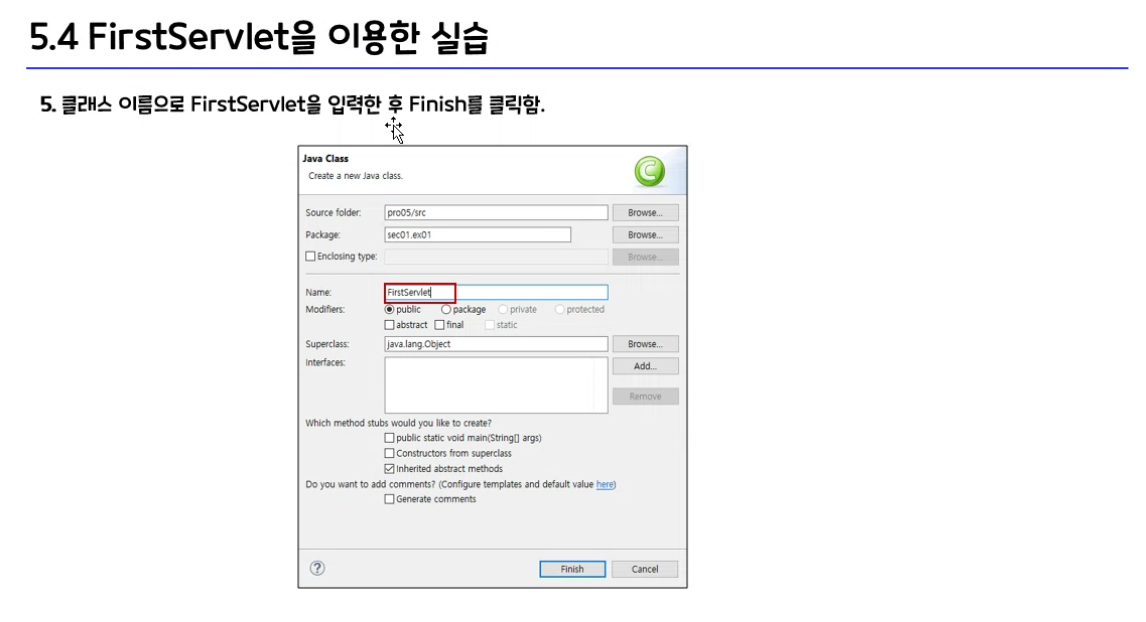 5.4 FirstServlet을 이용한 실습
5. 클래스 이름으로 FirstServlet을 입력한 후 Finish를 클릭함.
Java Class
Create a new Java class.
Source folder: pro05/src Browse...
Package: sec01.ex01 Browse...
Enclosing type: Browse...
Name: FirstServlet
Modifiers: public package private protected
abstract final static
Superclass: java.lang.Object Browse...
Interfaces: Add...
Remove
Which method stubs would you like to create?
public static void main(String[] args)
Constructors from superclass
Inherited abstract methods
Do you want to add comments? (Configure templates and default value here)
Generate comments
? Finish Cancel